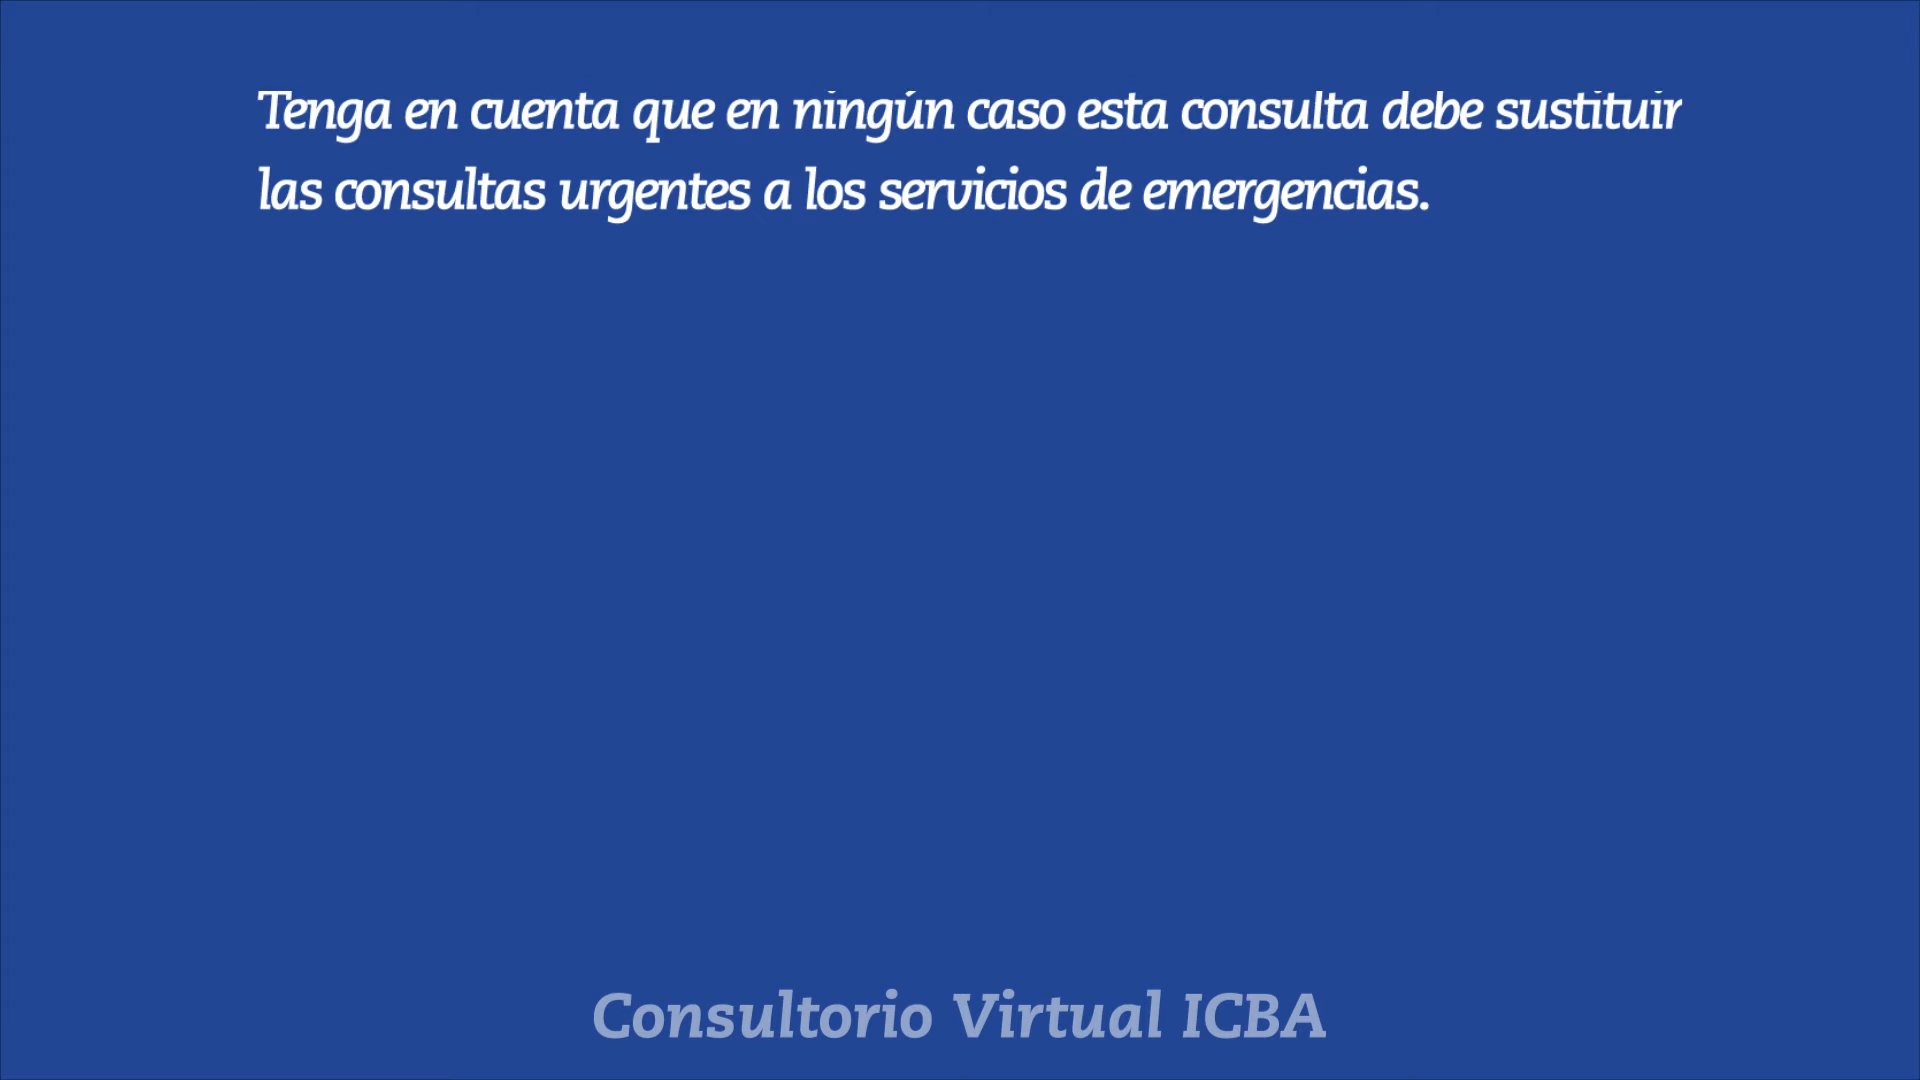 Tenga en cuenta que en ningún caso esta consulta debe sustituir
las consultas urgentes a los servicios de emergencias.
Consultorio Virtual ICBA